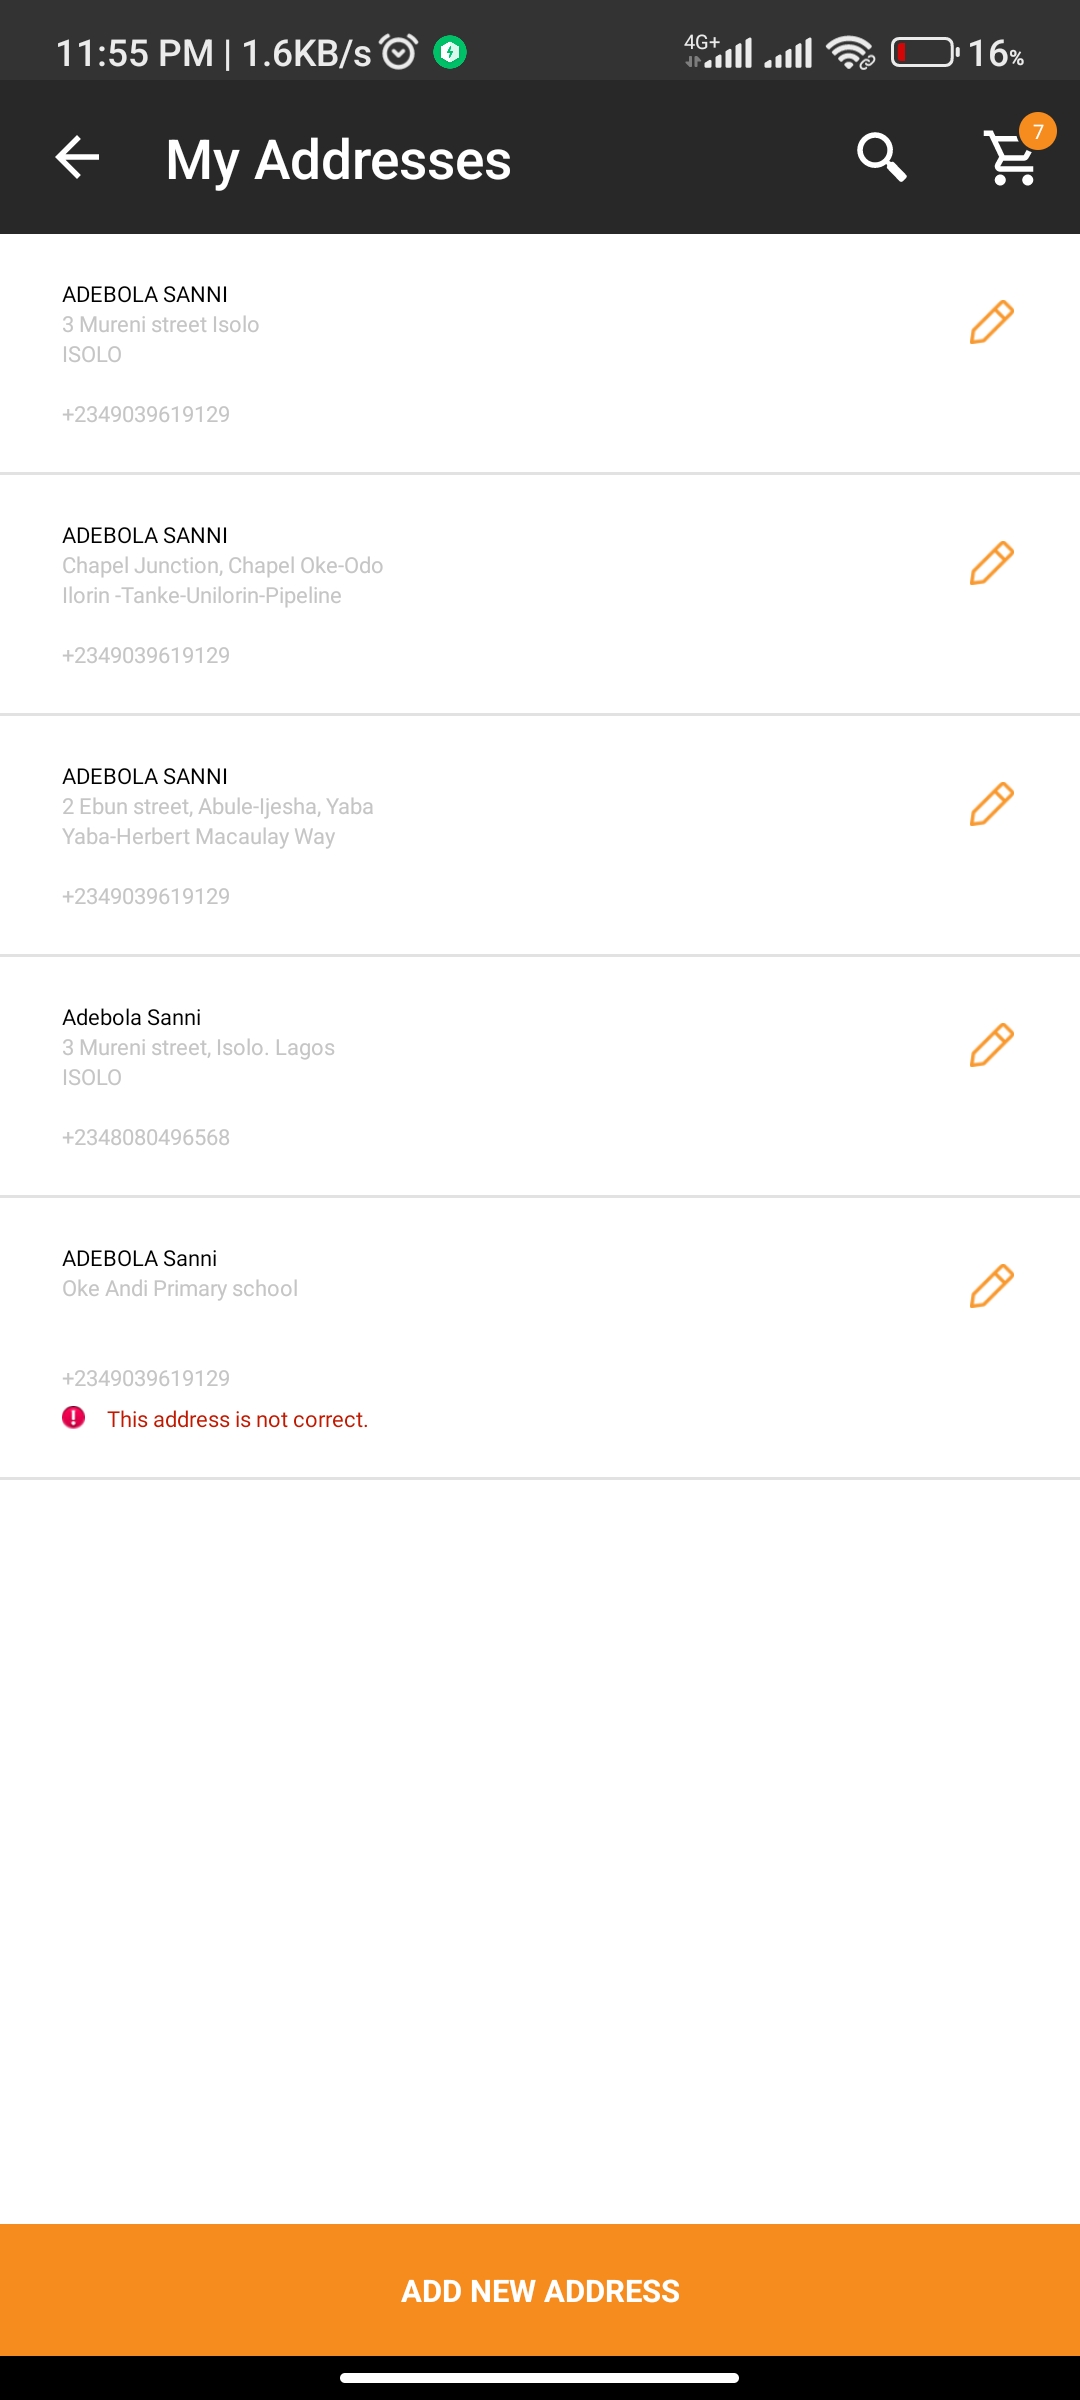 11:55 PM | 1.6KB/s
4G+
16%
My Addresses
7
ADEBOLA SANNI
3 Mureni street Isolo
ISOLO
+2349039619129
ADEBOLA SANNI
Chapel Junction, Chapel Oke-Odo
Ilorin -Tanke-Unilorin-Pipeline
+2349039619129
ADEBOLA SANNI
2 Ebun street, Abule-Ijesha, Yaba
Yaba-Herbert Macaulay Way
+2349039619129
Adebola Sanni
3 Mureni street, Isolo. Lagos
ISOLO
+2348080496568
ADEBOLA Sanni
Oke Andi Primary school
+2349039619129
This address is not correct.
ADD NEW ADDRESS